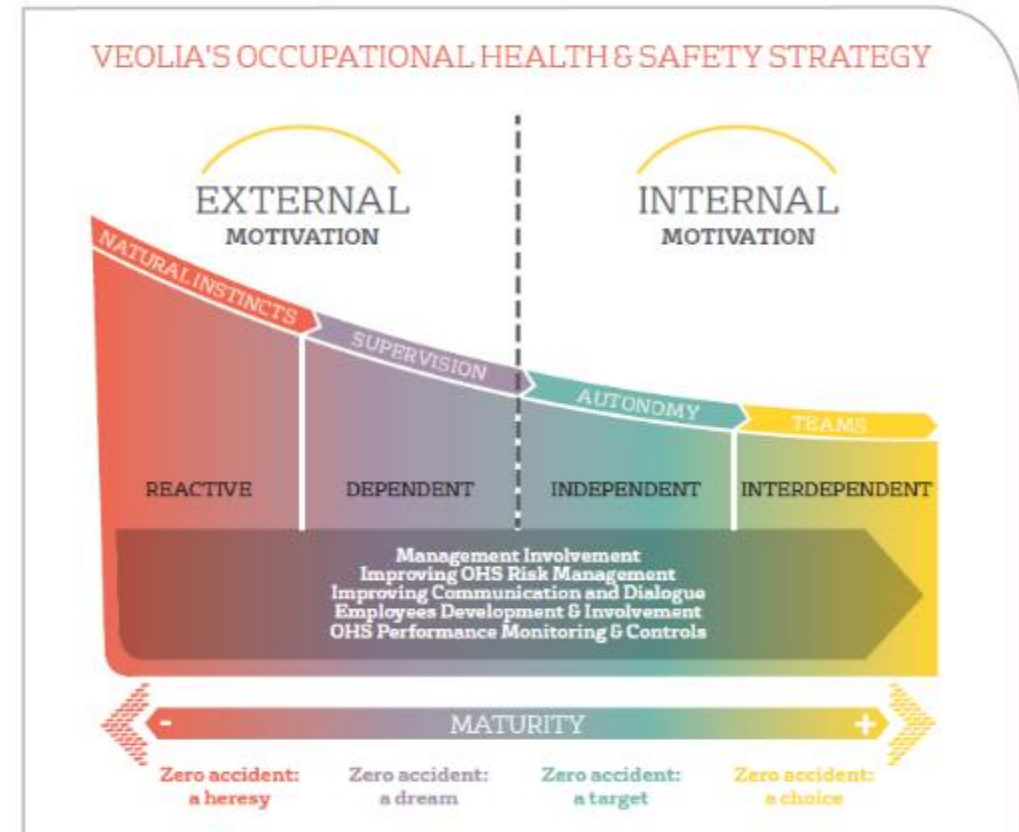 VEOLIA'S OCCUPATIONAL HEALTH & SAFETY STRATEGY
EXTERNAL
MOTIVATION
INTERNAL
MOTIVATION
NATURAL INSTINCTS
SUPERVISION
AUTONOMY
TEAMS
REACTIVE
DEPENDENT
INDEPENDENT
INTERDEPENDENT
Management Involvement
Improving OHS Risk Management
Improving Communication and Dialogue
Employees Development & Involvement
OHS Performance Monitoring & Controls
- MATURITY +
Zero accident:
a heresy
Zero accident:
a dream
Zero accident:
a target
Zero accident:
a choice